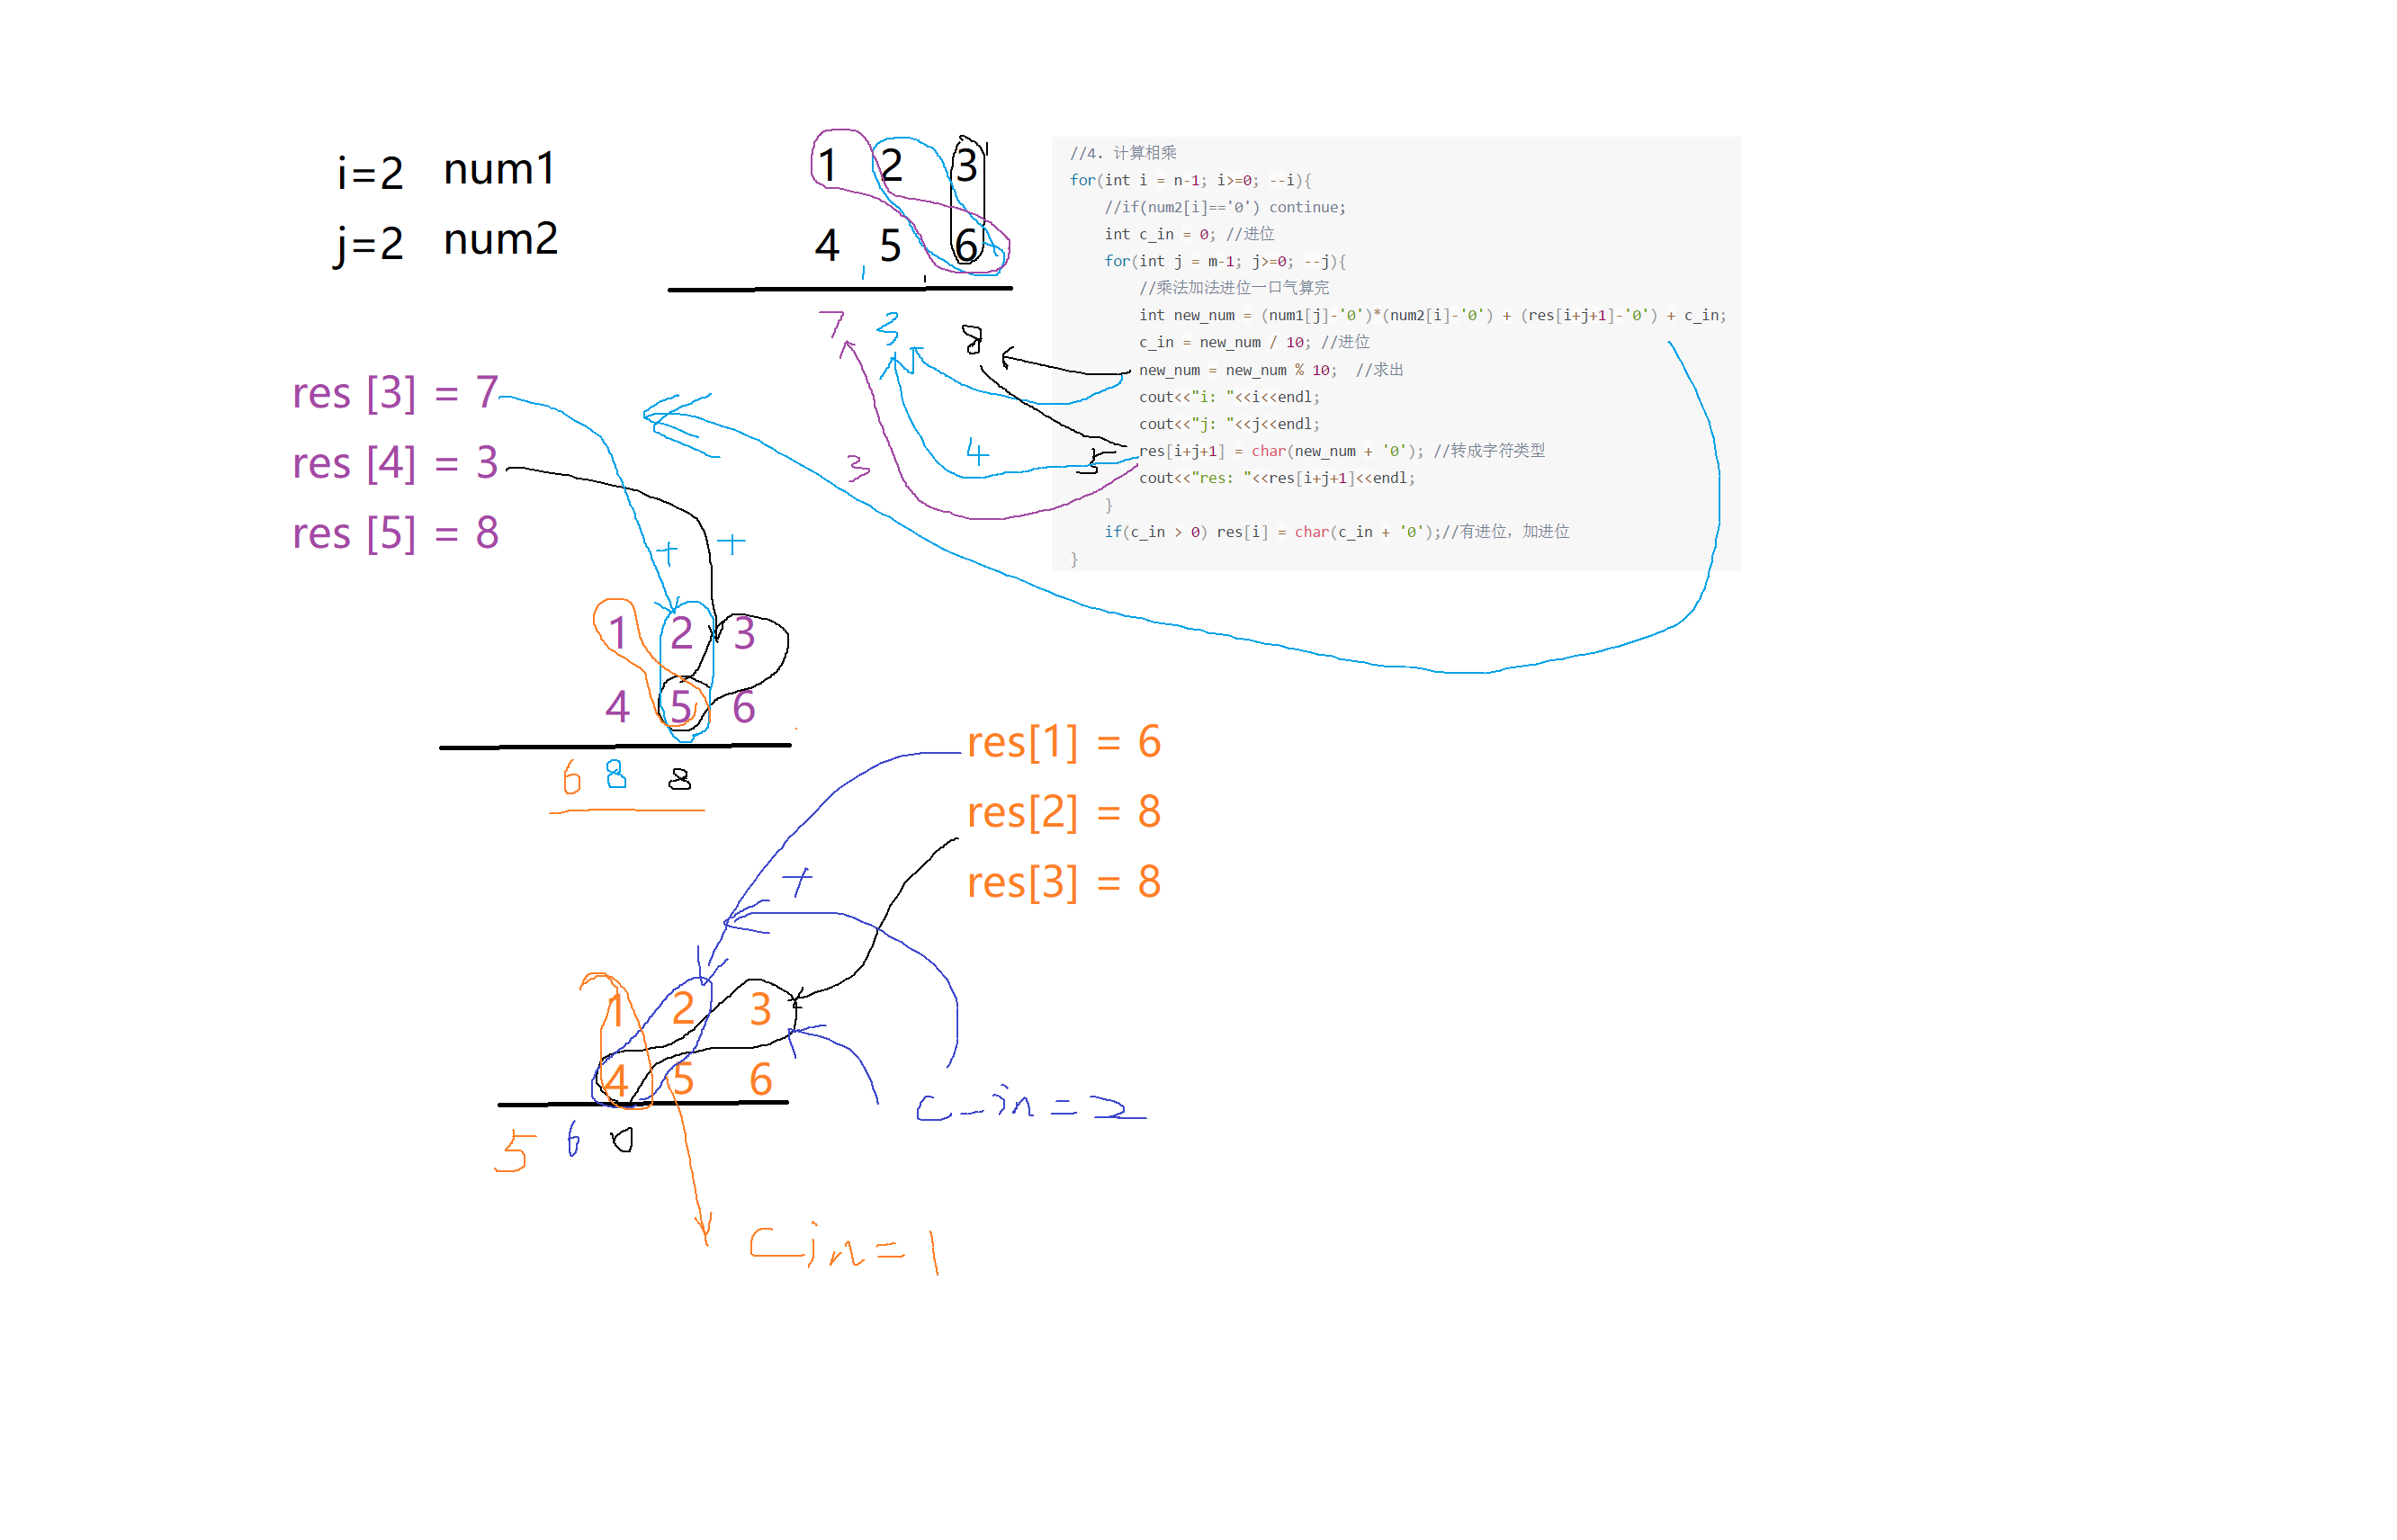 i=2 num1
j=2 num2
1 2 3
4 5 6
7 3 8
//4. 计算相乘
for(int i = n-1; i>=0; --i){
//if(num2[i]=='0') continue;
int c_in = 0; //进位
for(int j = m-1; j>=0; --j){
//乘法加法进位一口气算完
int new_num = (num1[j]-'0')*(num2[i]-'0') + (res[i+j+1]-'0') + c_in;
c_in = new_num / 10; //进位
new_num = new_num % 10; //求出
cout<<"i: "<<i<<endl;
cout<<"j: "<<j<<endl;
res[i+j+1] = char(new_num + '0'); //转成字符类型
cout<<"res: "<<res[i+j+1]<<endl;
}
if(c_in > 0) res[i] = char(c_in + '0');//有进位，加进位
}
3 4
res [3] = 7
res [4] = 3
res [5] = 8
+ +
1 2 3
4 5 6
6 8 8
res[1] = 6
res[2] = 8
res[3] = 8
+
1 2 3
4 5 6
c_in=2
5 6 0
Cin=1